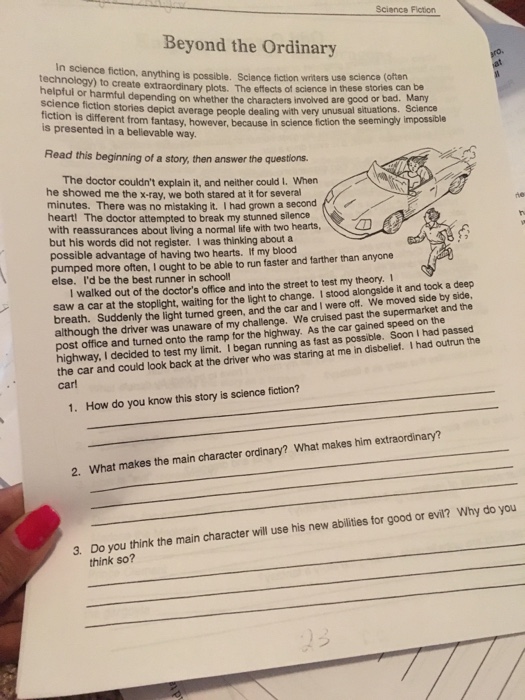 Science Fiction
Beyond the Ordinary
In science fiction, anything is possible. Science fiction writers use science (often
technology) to create extraordinary plots. The effects of science in these stories can be
helpful or harmful depending on whether the characters involved are good or bad. Many
science fiction stories depict average people dealing with very unusual situations. Science
fiction is different from fantasy, however, because in science fiction the seemingly impossible
is presented in a believable way.
Read this beginning of a story, then answer the questions.
The doctor couldn't explain it, and neither could I. When
he showed me the x-ray, we both stared at it for several
minutes. There was no mistaking it. I had grown a second
heart! The doctor attempted to break my stunned silence
with reassurances about living a normal life with two hearts,
but his words did not register. I was thinking about a
possible advantage of having two hearts. If my blood
pumped more often, I ought to be able to run faster and farther than anyone
else. I'd be the best runner in school!
I walked out of the doctor's office and into the street to test my theory. I
saw a car at the stoplight, waiting for the light to change. I stood alongside it and took a deep
breath. Suddenly the light turned green, and the car and I were off. We moved side by side,
although the driver was unaware of my challenge. We cruised past the supermarket and the
post office and turned onto the ramp for the highway. As the car gained speed on the
highway, I decided to test my limit. I began running as fast as possible. Soon I had passed
the car and could look back at the driver who was staring at me in disbelief. I had outrun the
car!
1. How do you know this story is science fiction?
2. What makes the main character ordinary? What makes him extraordinary?
3. Do you think the main character will use his new abilities for good or evil? Why do you
think so?
23